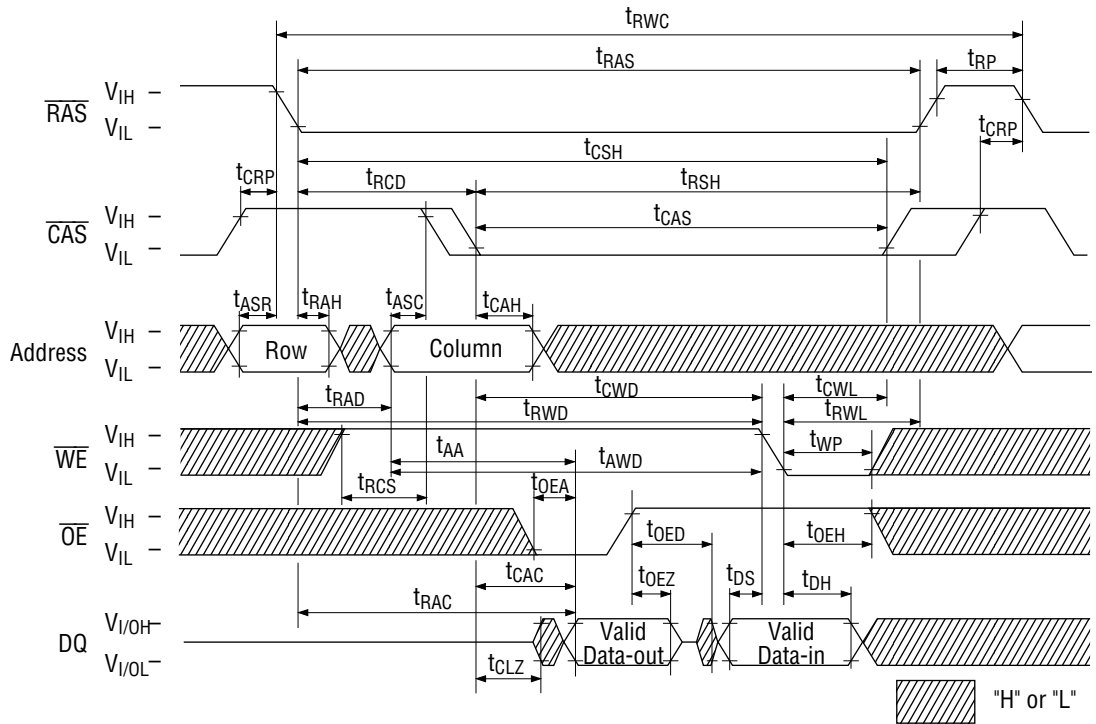 tRWC
tRAS
tRP
RAS
VIH
VIL
tCRP
tCSH
tCRP
tRCD
tRSH
CAS
VIH
VIL
tCAS
tASR
tRAH
tASC
tCAH
Address
VIH
VIL
Row
Column
tRAD
tCWD
tCWL
tRWD
tRWL
WE
VIH
VIL
tAA
tAWD
tWP
tRCS
tOEA
OE
VIH
VIL
tOED
tOEH
tCAC
tOEZ
tDS
tDH
tRAC
DQ
VI/OH
VI/OL
Valid
Data-out
Valid
Data-in
tCLZ
"H" or "L"